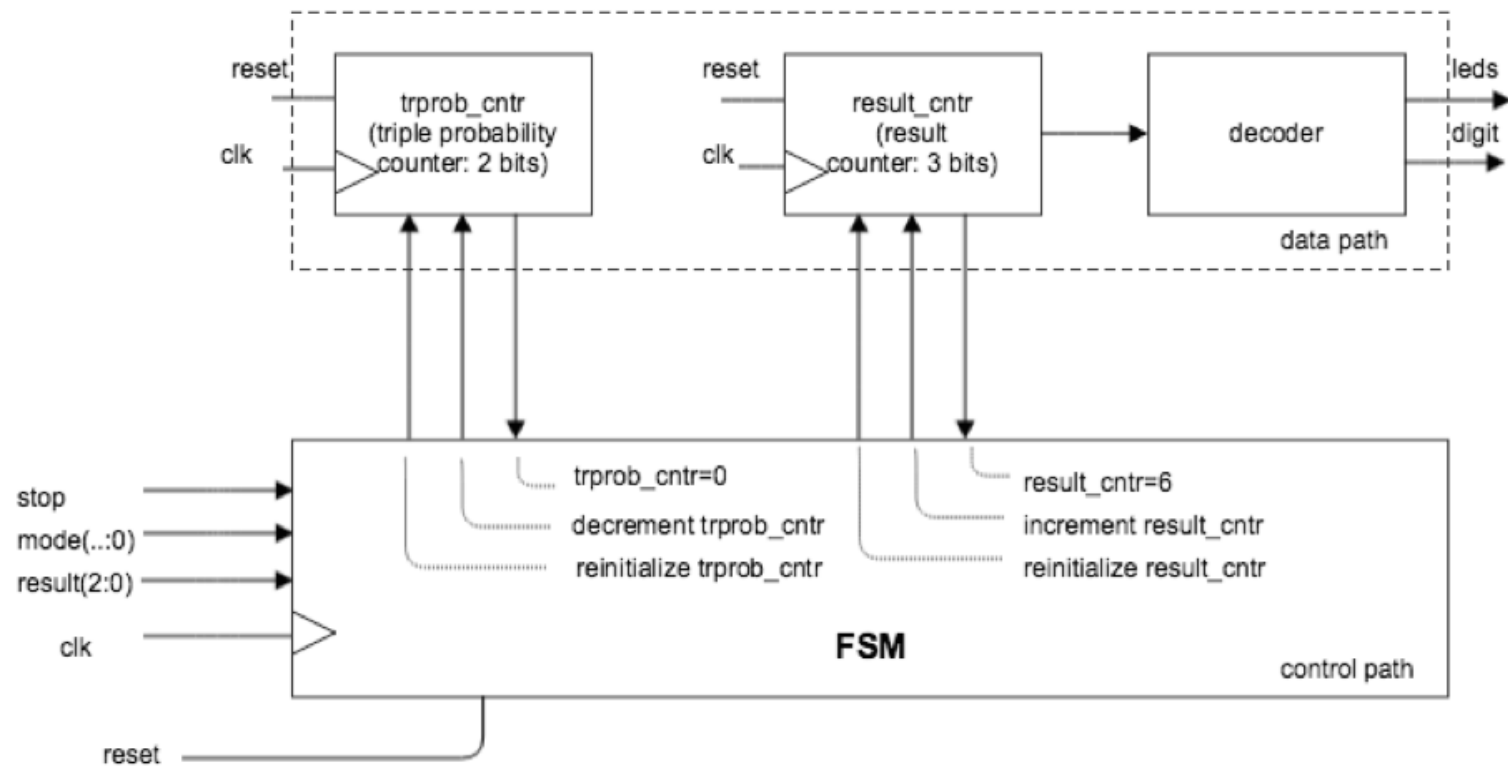 reset
trprob_cntr
(triple probability
counter: 2 bits)
clk
reset
result_cntr
(result
counter: 3 bits)
clk
decoder
leds
digit
data path
stop
mode(..:0)
result(2:0)
clk
reset
trprob_cntr=0
decrement trprob_cntr
reinitialize trprob_cntr
result_cntr=6
increment result_cntr
reinitialize result_cntr
FSM
control path